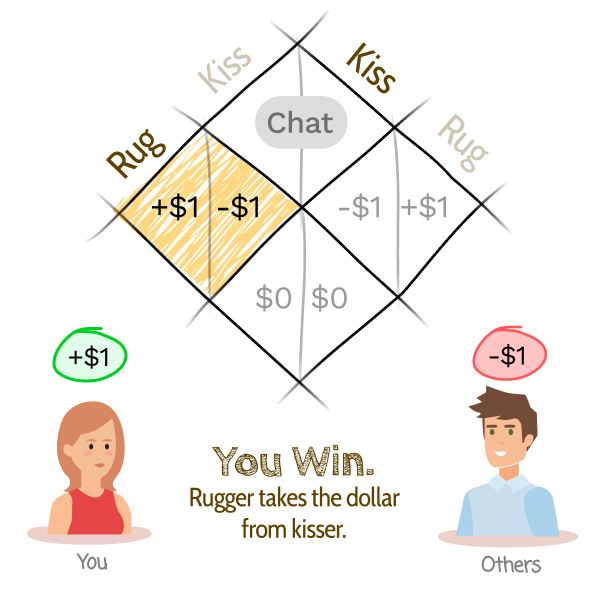 Kiss
Kiss
Chat
Rug
Rug
+$1
-$1
-$1
+$1
$0
$0
+$1
-$1
You Win.
Rugger takes the dollar
from kisser.
You
Others